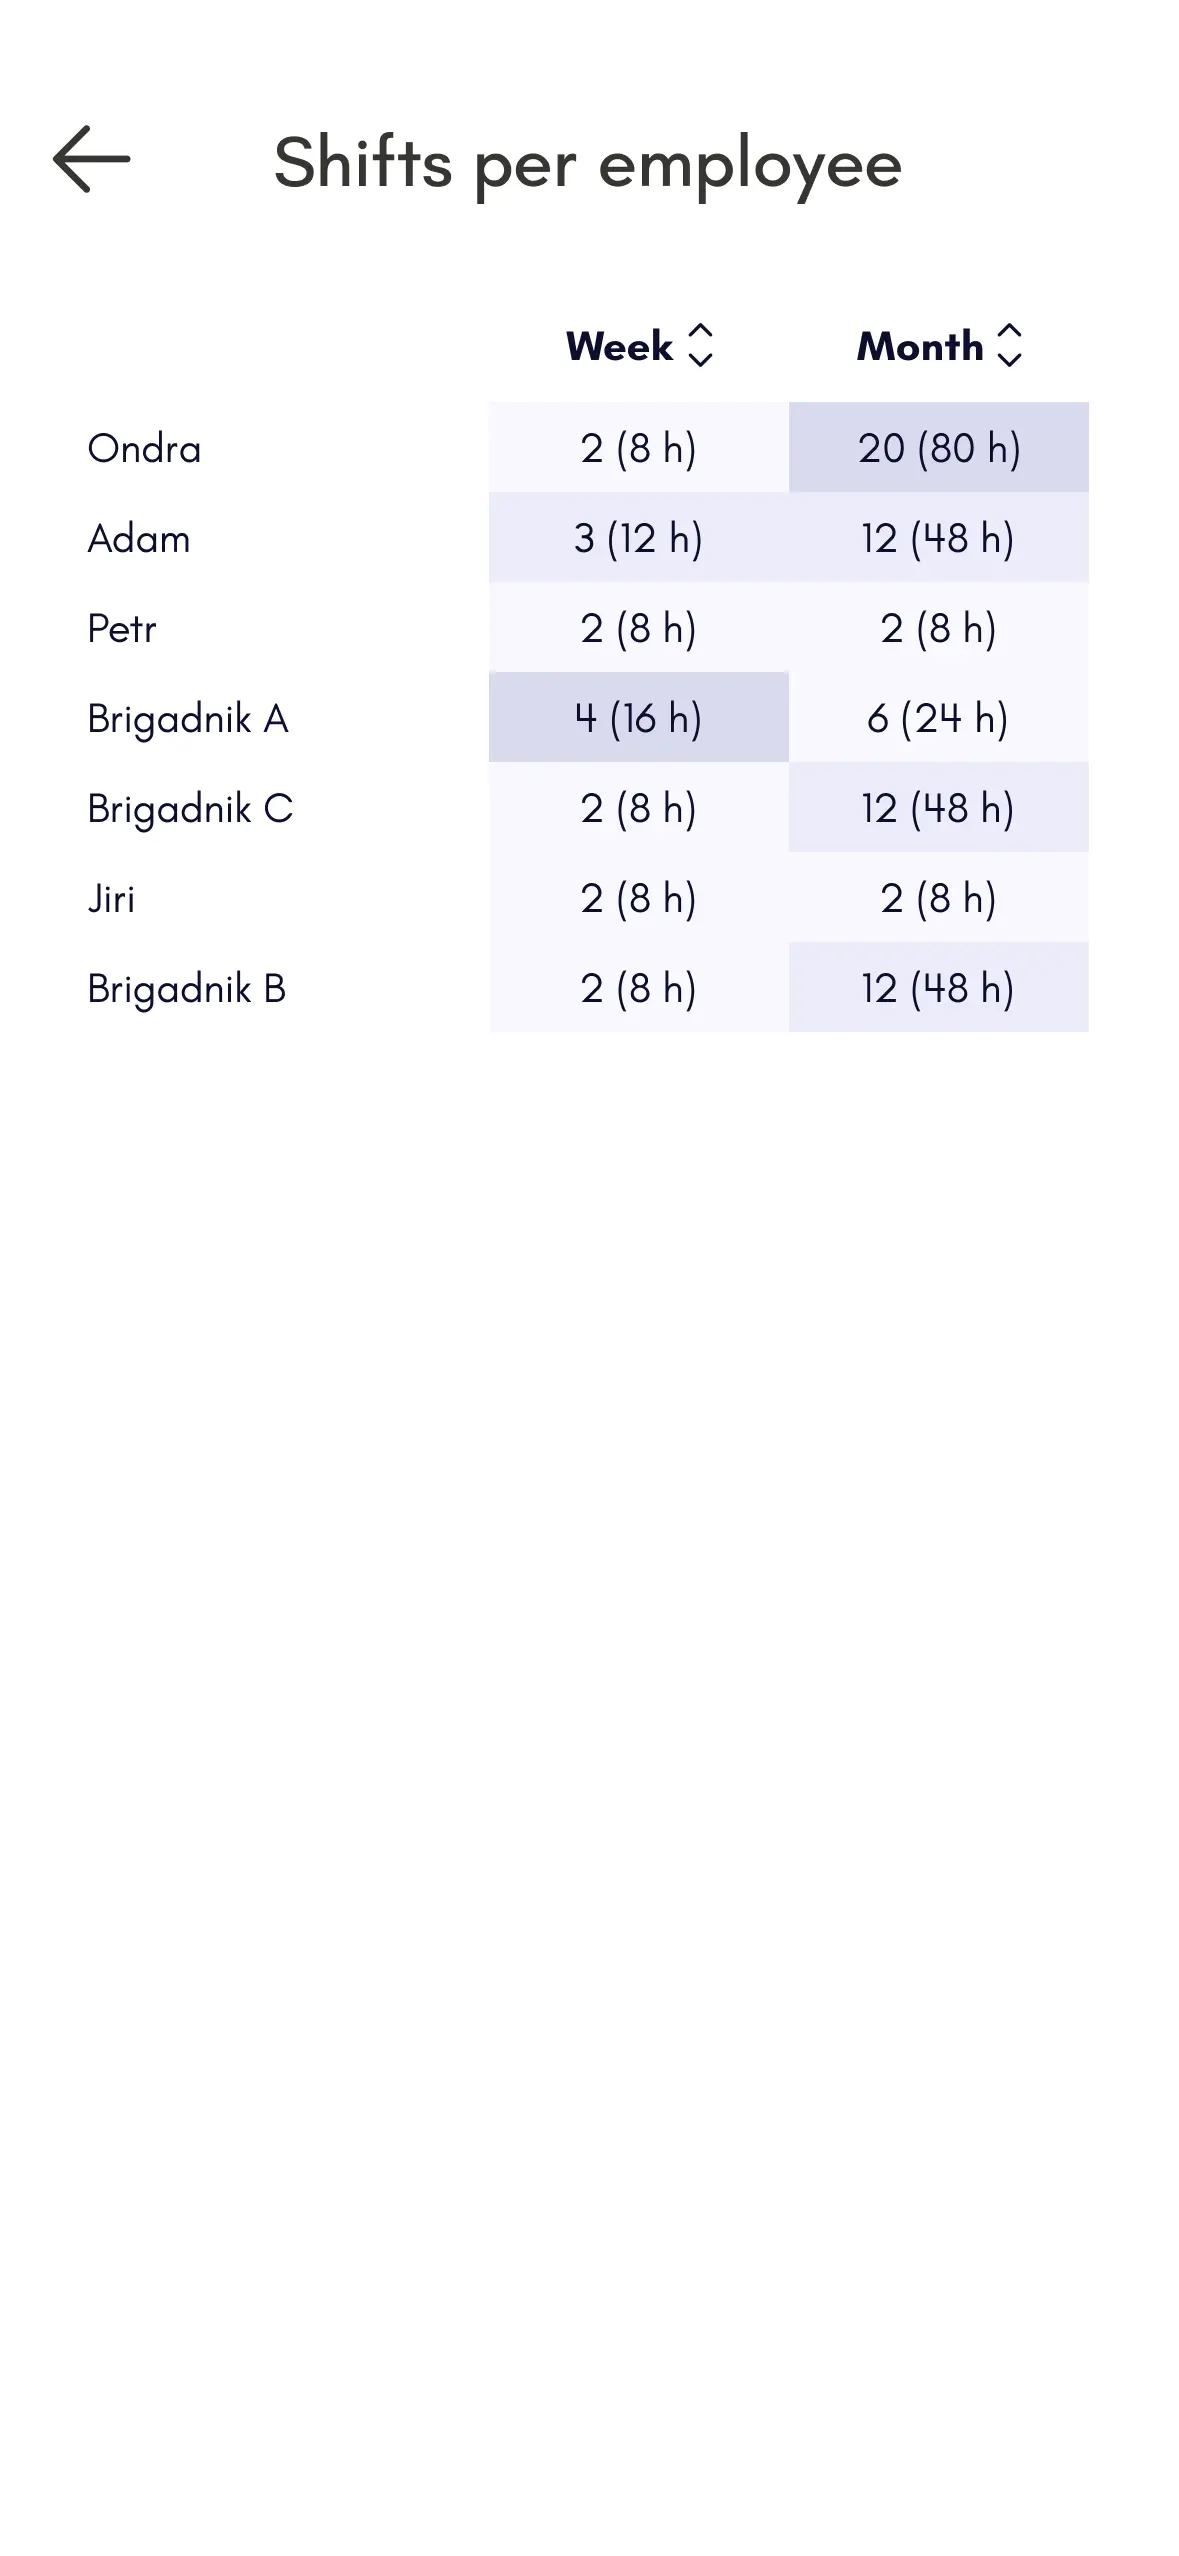 Shifts per employee
Week Month
Ondra 2 (8 h) 20 (80 h)
Adam 3 (12 h) 12 (48 h)
Petr 2 (8 h) 2 (8 h)
Brigadnik A 4 (16 h) 6 (24 h)
Brigadnik C 2 (8 h) 12 (48 h)
Jiri 2 (8 h) 2 (8 h)
Brigadnik B 2 (8 h) 12 (48 h)